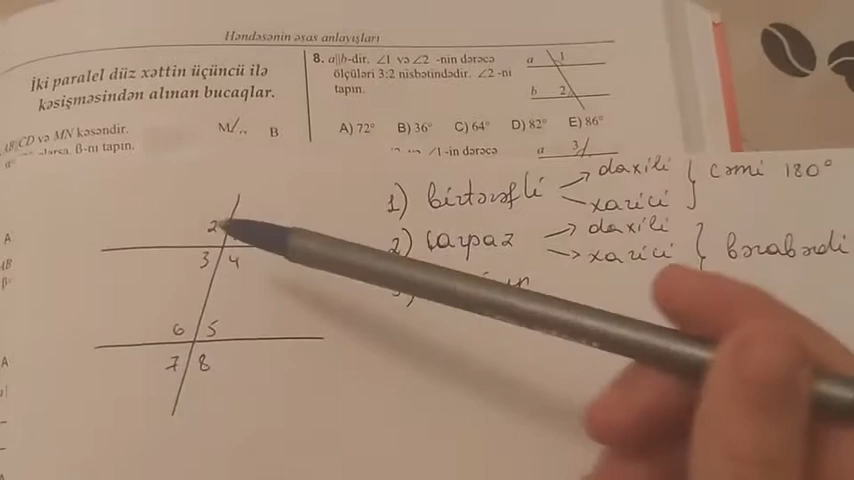 Həndəsənin əsas anlayışları
İki paralel düz xəttin üçüncü ilə
kəsişməsindən alınan bucaqlar.
AB||CD və MN kəsəndir.
β-nı tapın.
M
B
8. a||b-dir. ∠1 və ∠2 -nin dərəcə
ölçüləri 3:2 nisbətindədir. ∠2 -ni
tapın.
a 1
b 2
A) 72° B) 36° C) 64° D) 82° E) 86°
∠1-in dərəcə
a 3
1) birtərəfli → daxili
→ xarici } cəmi 180°
2) çarpaz → daxili
→ xarici } bərabərdi
2
3 4
6 5
7 8
A
A